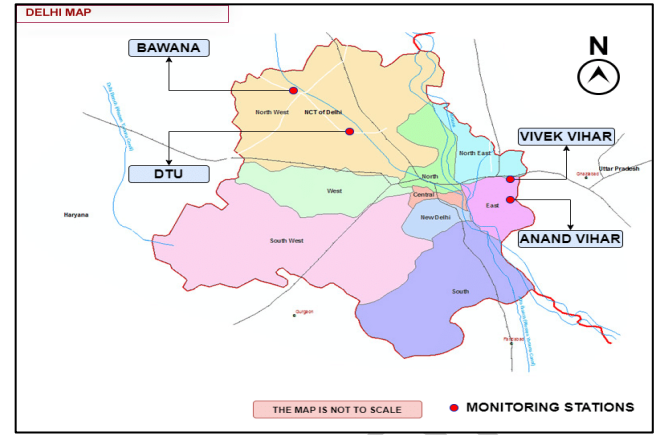 DELHI MAP
BAWANA
N
North West
NCT of Delhi
VIVEK VIHAR
North East
Uttar Pradesh
DTU
North
Ghaziabad
West
Central
East
Haryana
New Delhi
ANAND VIHAR
South West
South
Gurgaon
Faridabad
THE MAP IS NOT TO SCALE
MONITORING STATIONS